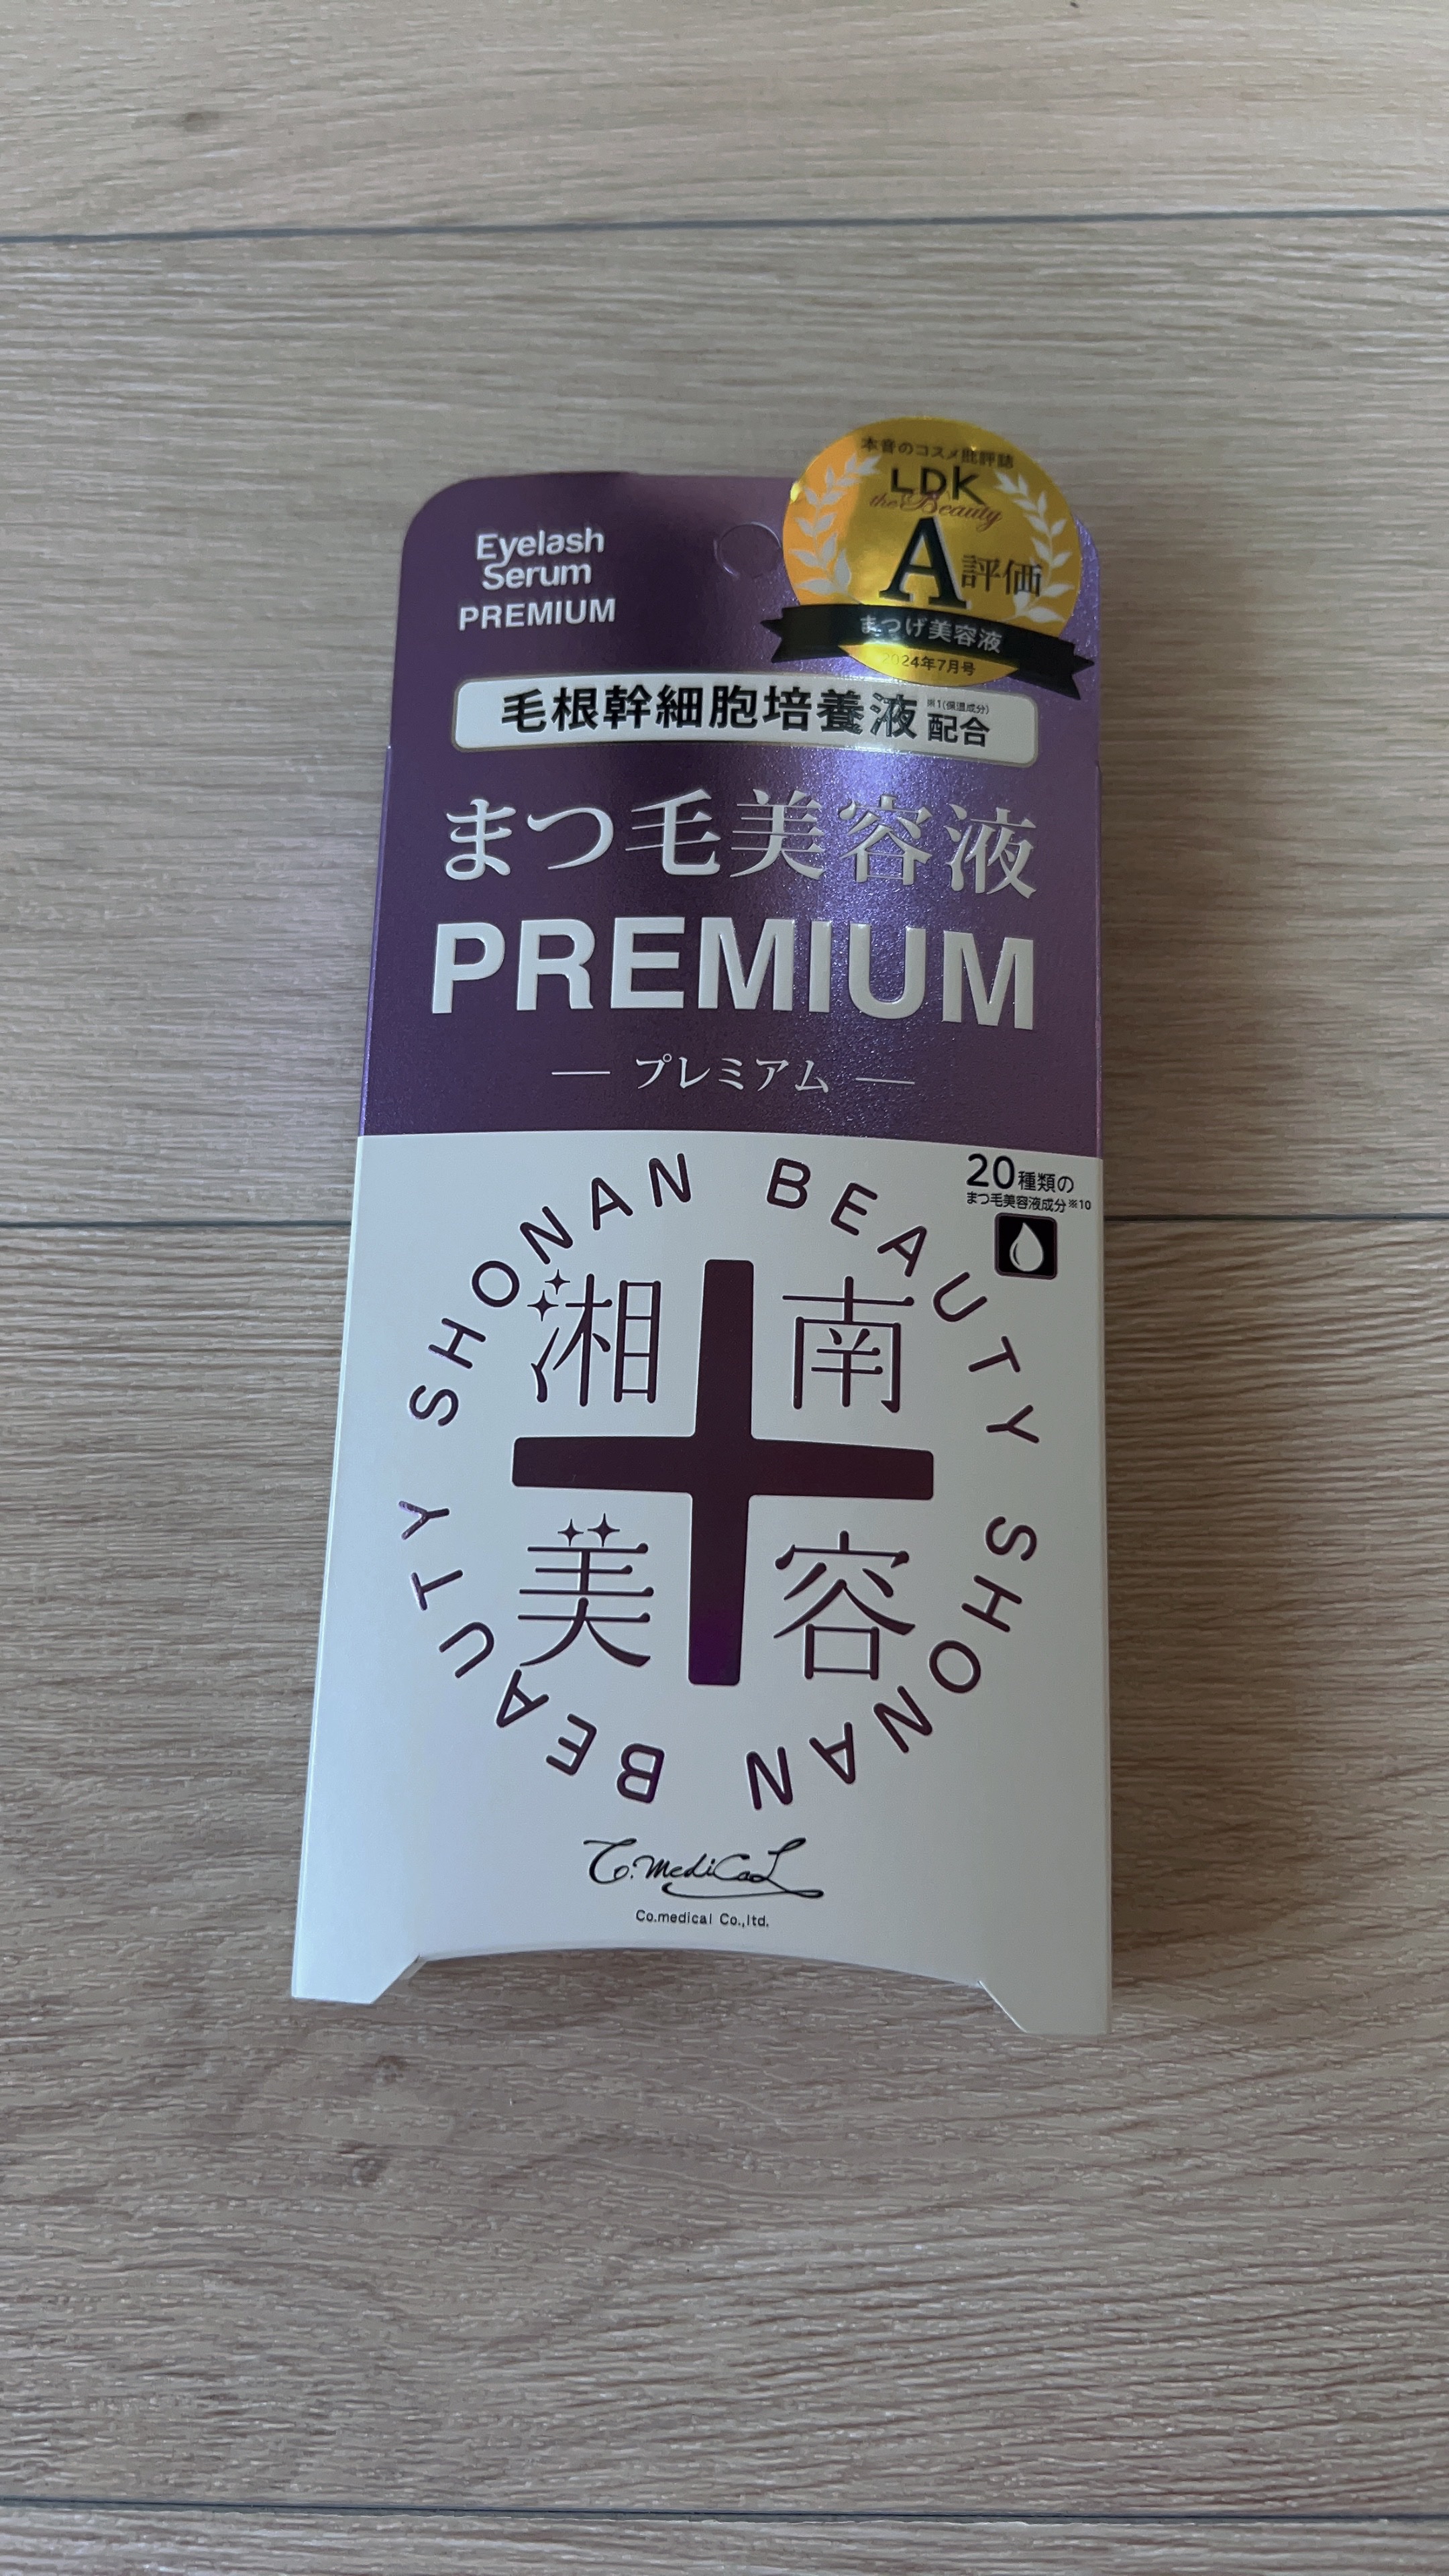 本音のコスメ批評誌
LDK
the Beauty
A評価
まつげ美容液
2024年7月号
Eyelash
Serum
PREMIUM
毛根幹細胞培養液※1(保湿成分)配合
まつ毛美容液
PREMIUM
プレミアム
20種類の
まつ毛美容液成分※10
SHONAN BEAUTY SHONAN BEAUTY
湘南
美容
Co.medical
Co.medical Co.,ltd.